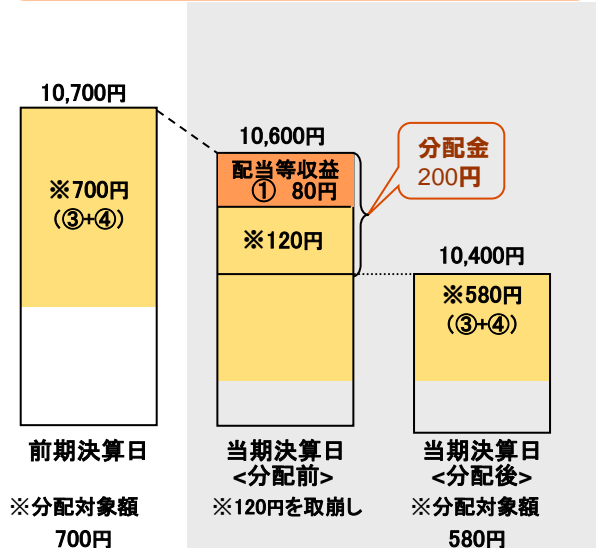 10,700円
※700円
(③+④)
前期決算日
※分配対象額
700円
10,600円
配当等収益
① 80円
※120円
当期決算日
<分配前>
※120円を取崩し
分配金
200円
10,400円
※580円
(③+④)
当期決算日
<分配後>
※分配対象額
580円